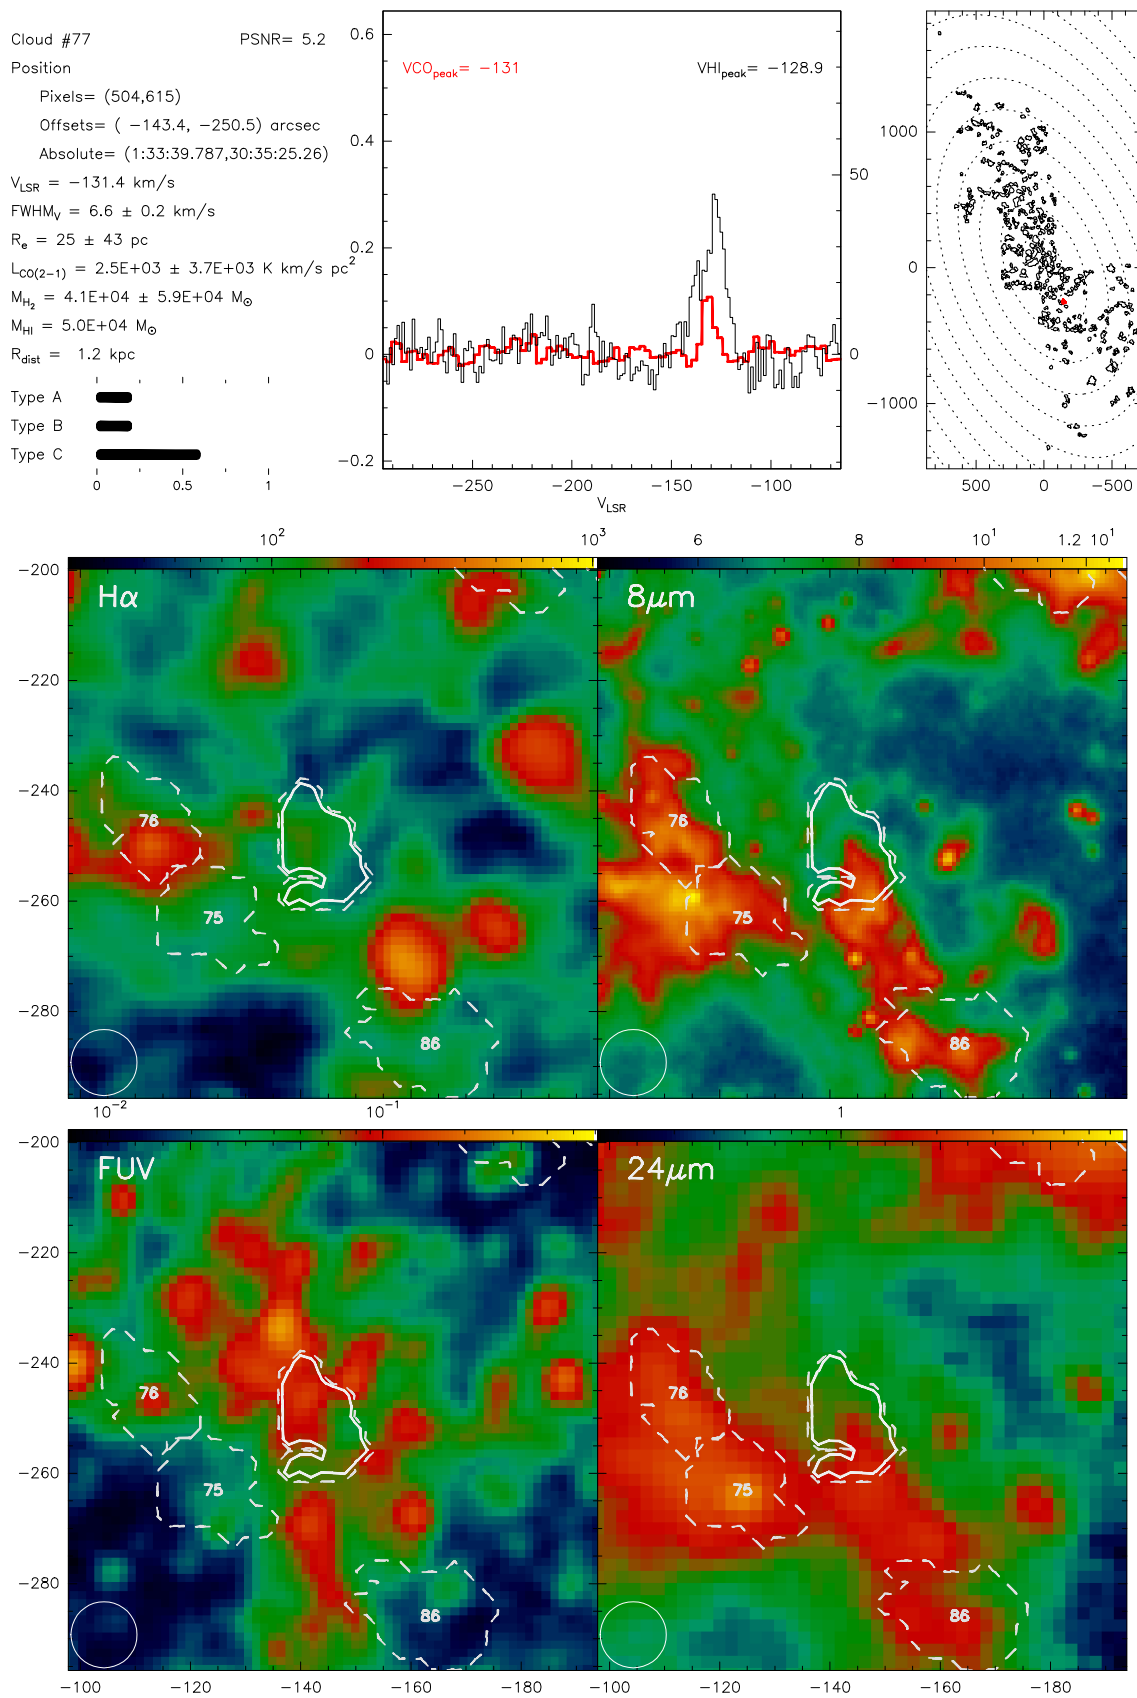 Cloud #77 PSNR= 5.2
Position
Pixels= (504,615)
Offsets= ( −143.4, −250.5) arcsec
Absolute= (1:33:39.787,30:35:25.26)
V_LSR = −131.4 km/s
FWHM_V = 6.6 ± 0.2 km/s
R_e = 25 ± 43 pc
L_CO(2−1) = 2.5E+03 ± 3.7E+03 K km/s pc²
M_H₂ = 4.1E+04 ± 5.9E+04 M⊙
M_HI = 5.0E+04 M⊙
R_dist = 1.2 kpc
Type A
Type B
Type C
0 0.5 1
VCO_peak= −131 VHI_peak= −128.9
0.6
0.4
0.2
0
−0.2
50
0
−250 −200 −150 −100
V_LSR
1000
0
−1000
500 0 −500
10² 10³ 6 8 10¹ 1.2 10¹
Hα 8μm
−200
−220
−240
−260
−280
76 75 86
76 75 86
10⁻² 10⁻¹ 1
FUV 24μm
−200
−220
−240
−260
−280
76 75 86
76 75 86
−100 −120 −140 −160 −180 −100 −120 −140 −160 −180